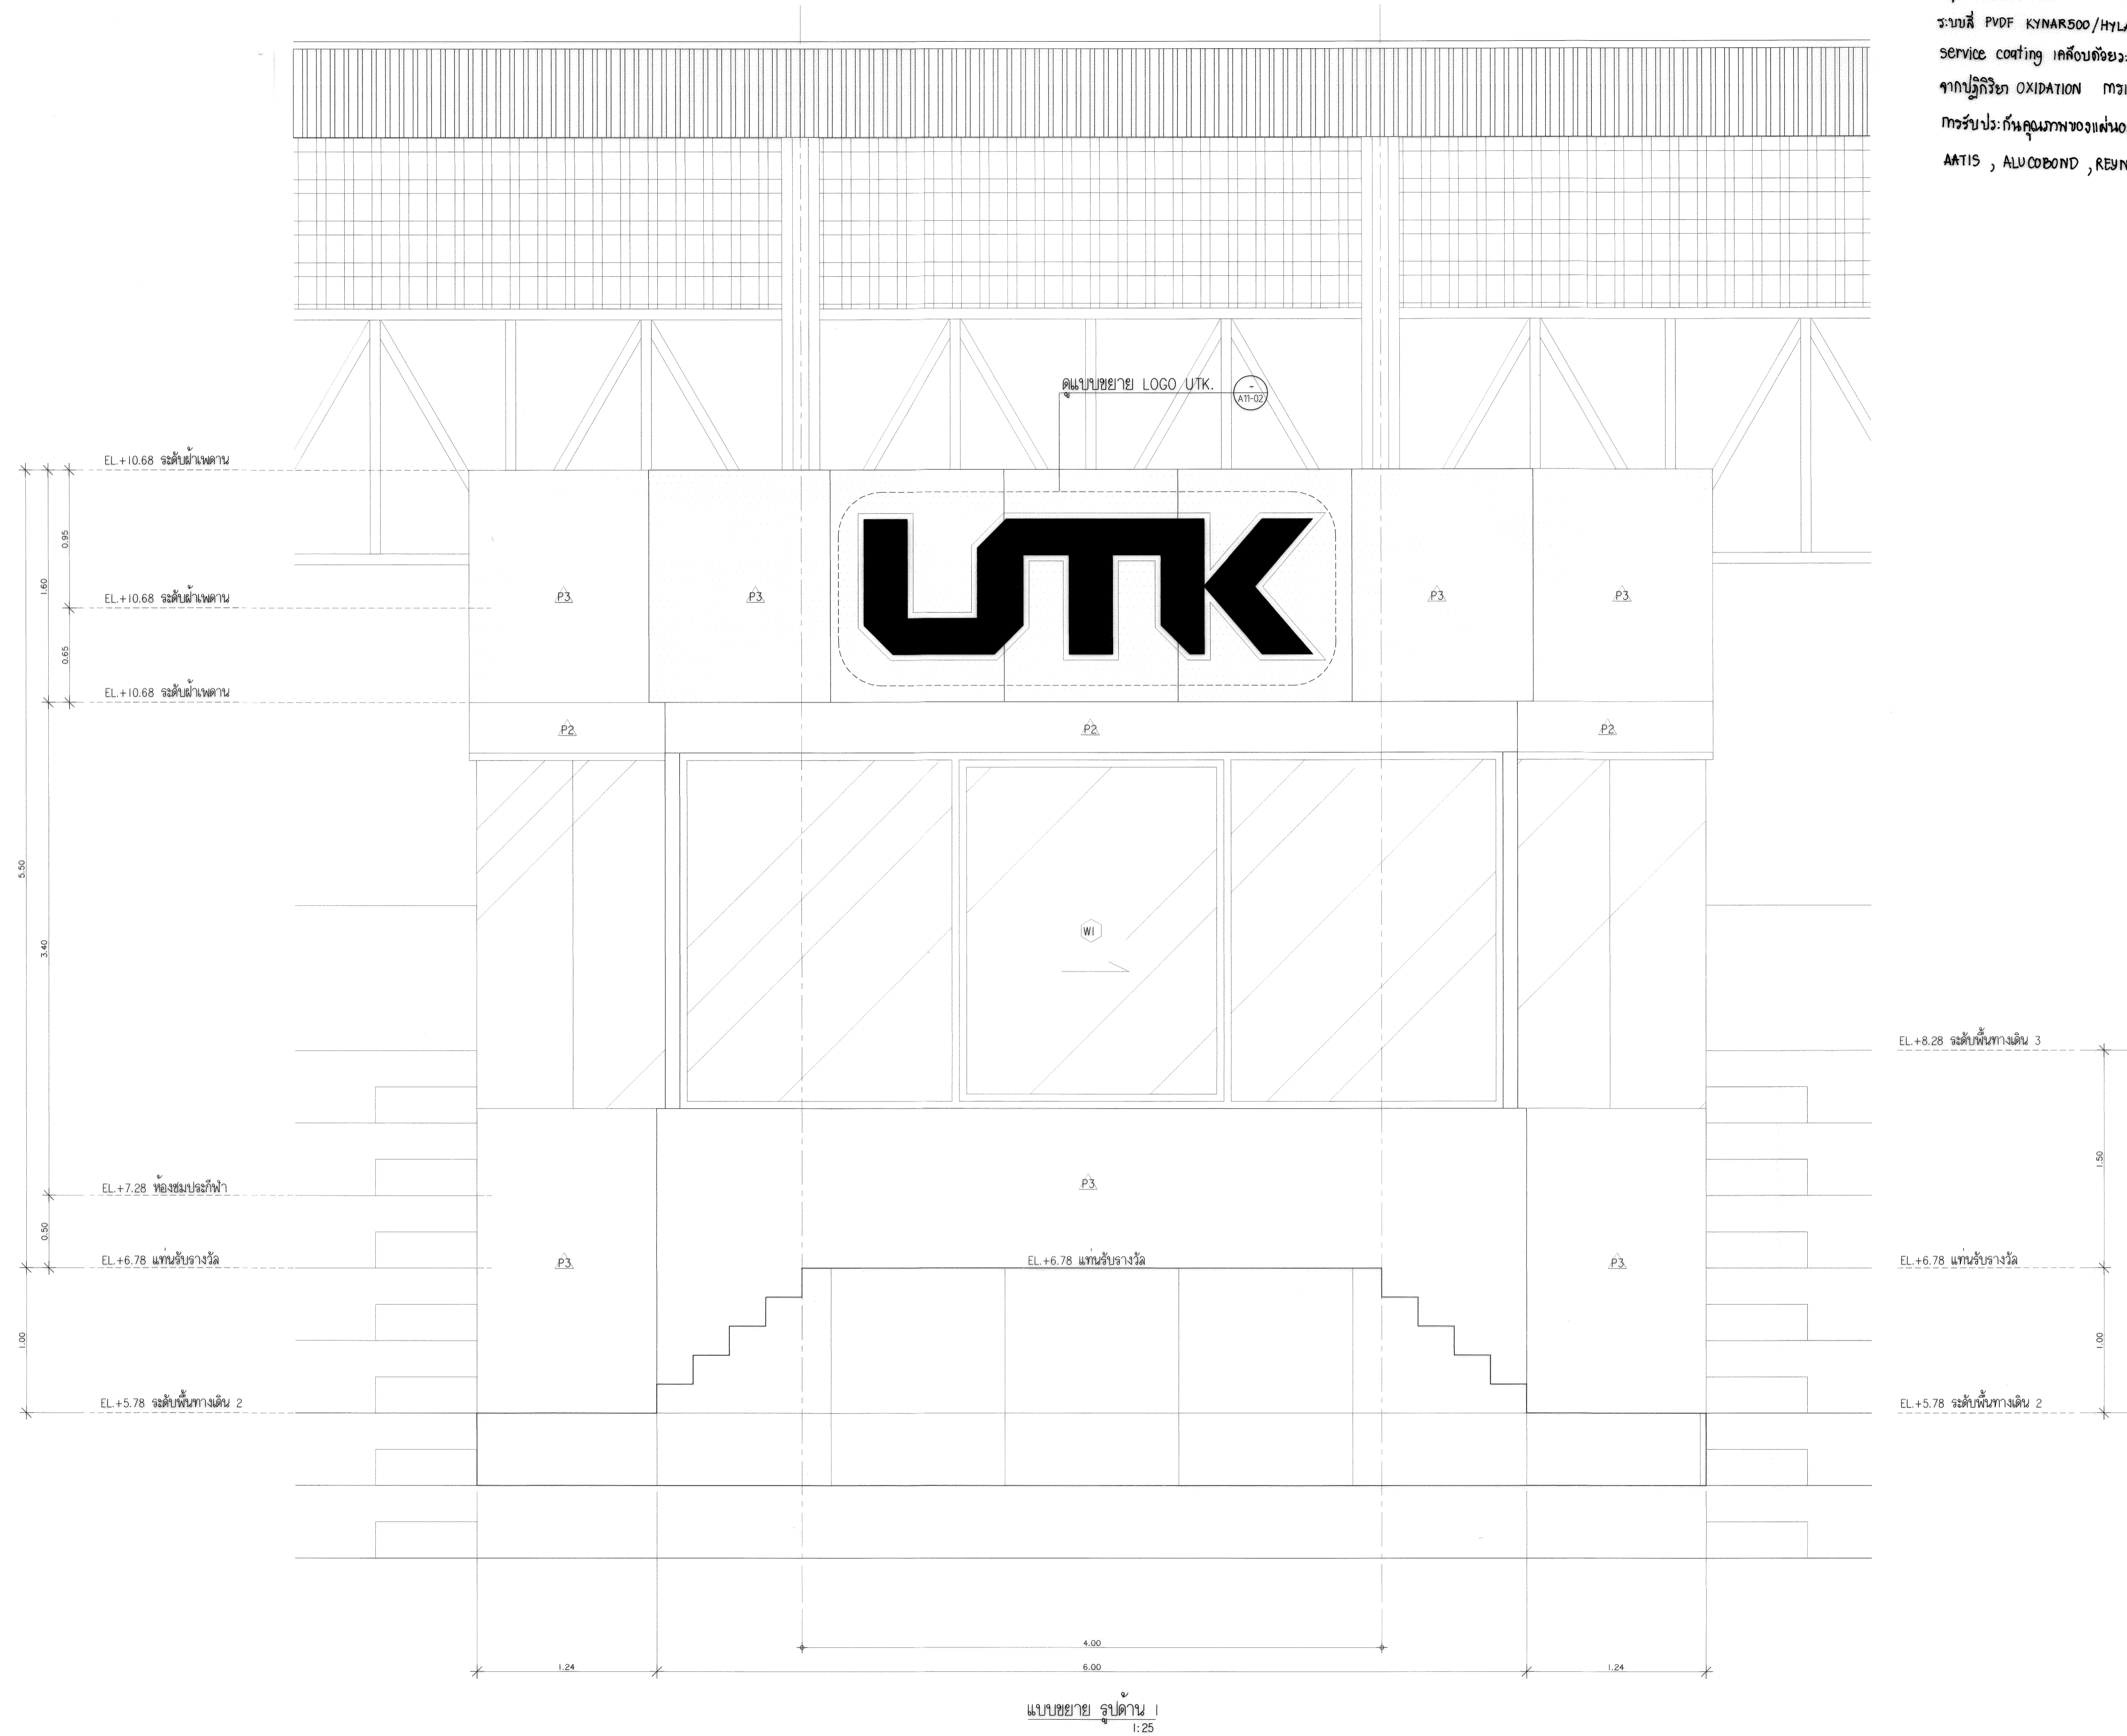 ระบบสี PVDF KYNAR500/HYLA
service coating เคลือบด้วยระ
จากปฏิกิริยา OXIDATION การเ
การรับประกันคุณภาพของแผ่นอ
AATIS , ALUCOBOND , REYN
ดูแบบขยาย LOGO UTK.
-
A11-02
EL.+10.68 ระดับฝ้าเพดาน
0.95
1.60
EL.+10.68 ระดับฝ้าเพดาน
0.65
EL.+10.68 ระดับฝ้าเพดาน
UTK
P3 P3 P3 P3
P2 P2 P2
5.50
3.40
W1
EL.+8.28 ระดับพื้นทางเดิน 3
EL.+7.28 ห้องชมประกีฬา
P3
1.50
0.50
EL.+6.78 แท่นรับรางวัล
P3
EL.+6.78 แท่นรับรางวัล
P3
EL.+6.78 แท่นรับรางวัล
1.00
1.00
EL.+5.78 ระดับพื้นทางเดิน 2
EL.+5.78 ระดับพื้นทางเดิน 2
4.00
1.24 6.00 1.24
แบบขยาย รูปด้าน 1
1:25